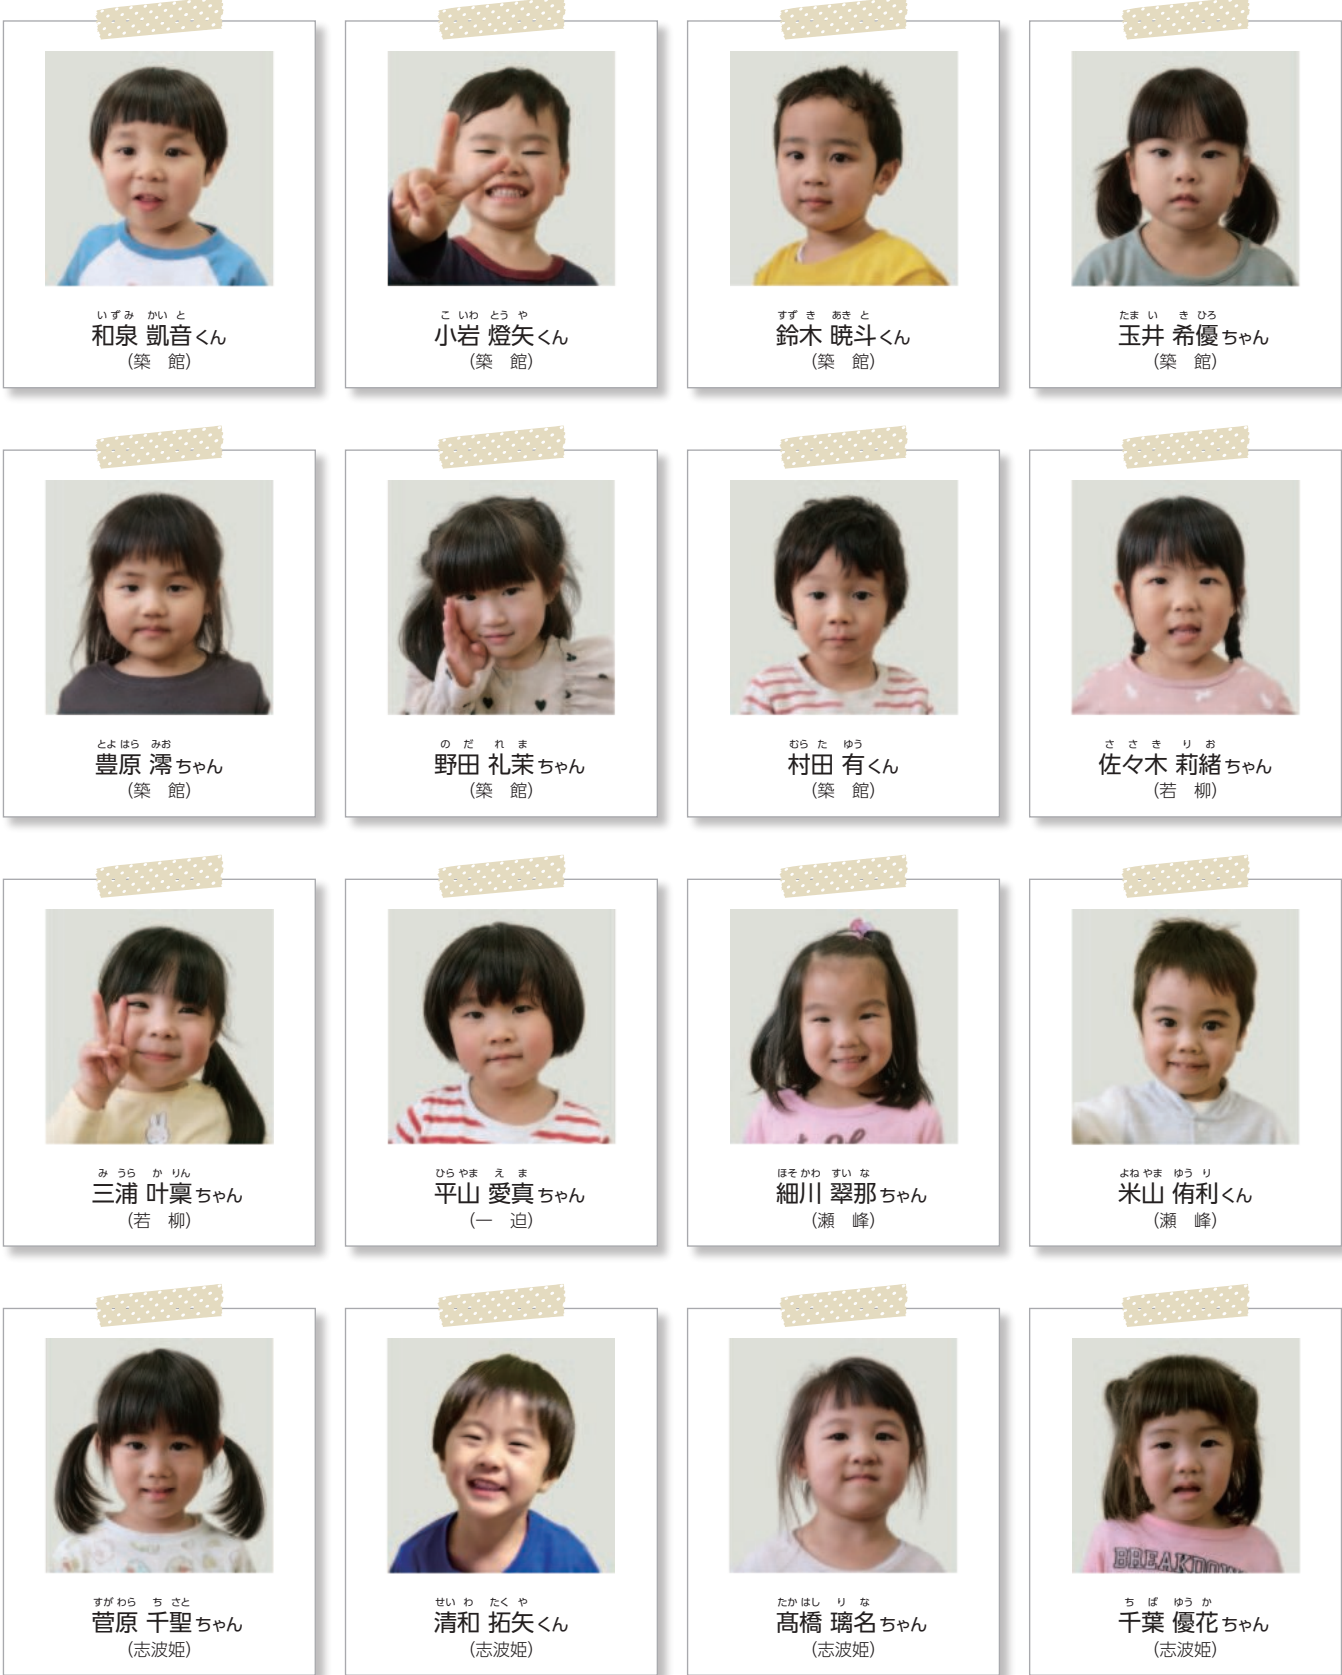 いずみ かい と
和泉 凱音くん
(築 館)
こ いわ とう や
小岩 燈矢くん
(築 館)
すず き あき と
鈴木 暁斗くん
(築 館)
たま い き ひろ
玉井 希優ちゃん
(築 館)
とよ はら みお
豊原 澪ちゃん
(築 館)
の だ れ ま
野田 礼茉ちゃん
(築 館)
むら た ゆう
村田 有くん
(築 館)
さ さ き り お
佐々木 莉緒ちゃん
(若 柳)
み うら か りん
三浦 叶稟ちゃん
(若 柳)
ひら やま え ま
平山 愛真ちゃん
(一 迫)
ほそ かわ すい な
細川 翠那ちゃん
(瀬 峰)
よね やま ゆう り
米山 侑利くん
(瀬 峰)
すが わら ち さと
菅原 千聖ちゃん
(志波姫)
せい わ たく や
清和 拓矢くん
(志波姫)
たか はし り な
髙橋 璃名ちゃん
(志波姫)
BREAKDOW
ち ば ゆう か
千葉 優花ちゃん
(志波姫)